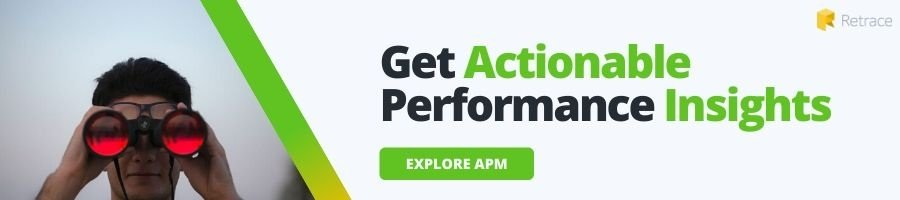 Retrace
Get Actionable
Performance Insights
EXPLORE APM